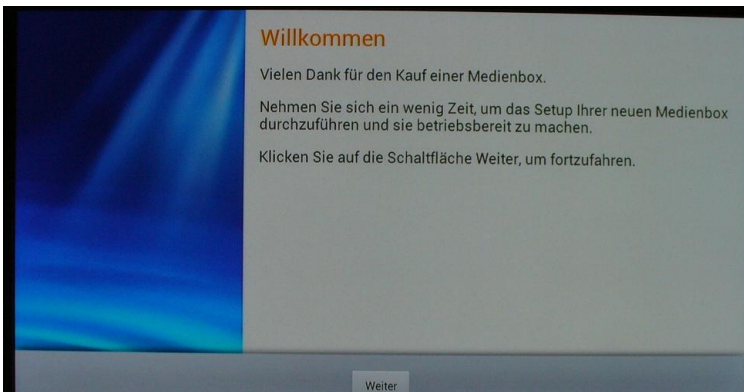 Willkommen
Vielen Dank für den Kauf einer Medienbox.
Nehmen Sie sich ein wenig Zeit, um das Setup Ihrer neuen Medienbox
durchzuführen und sie betriebsbereit zu machen.
Klicken Sie auf die Schaltfläche Weiter, um fortzufahren.
Weiter